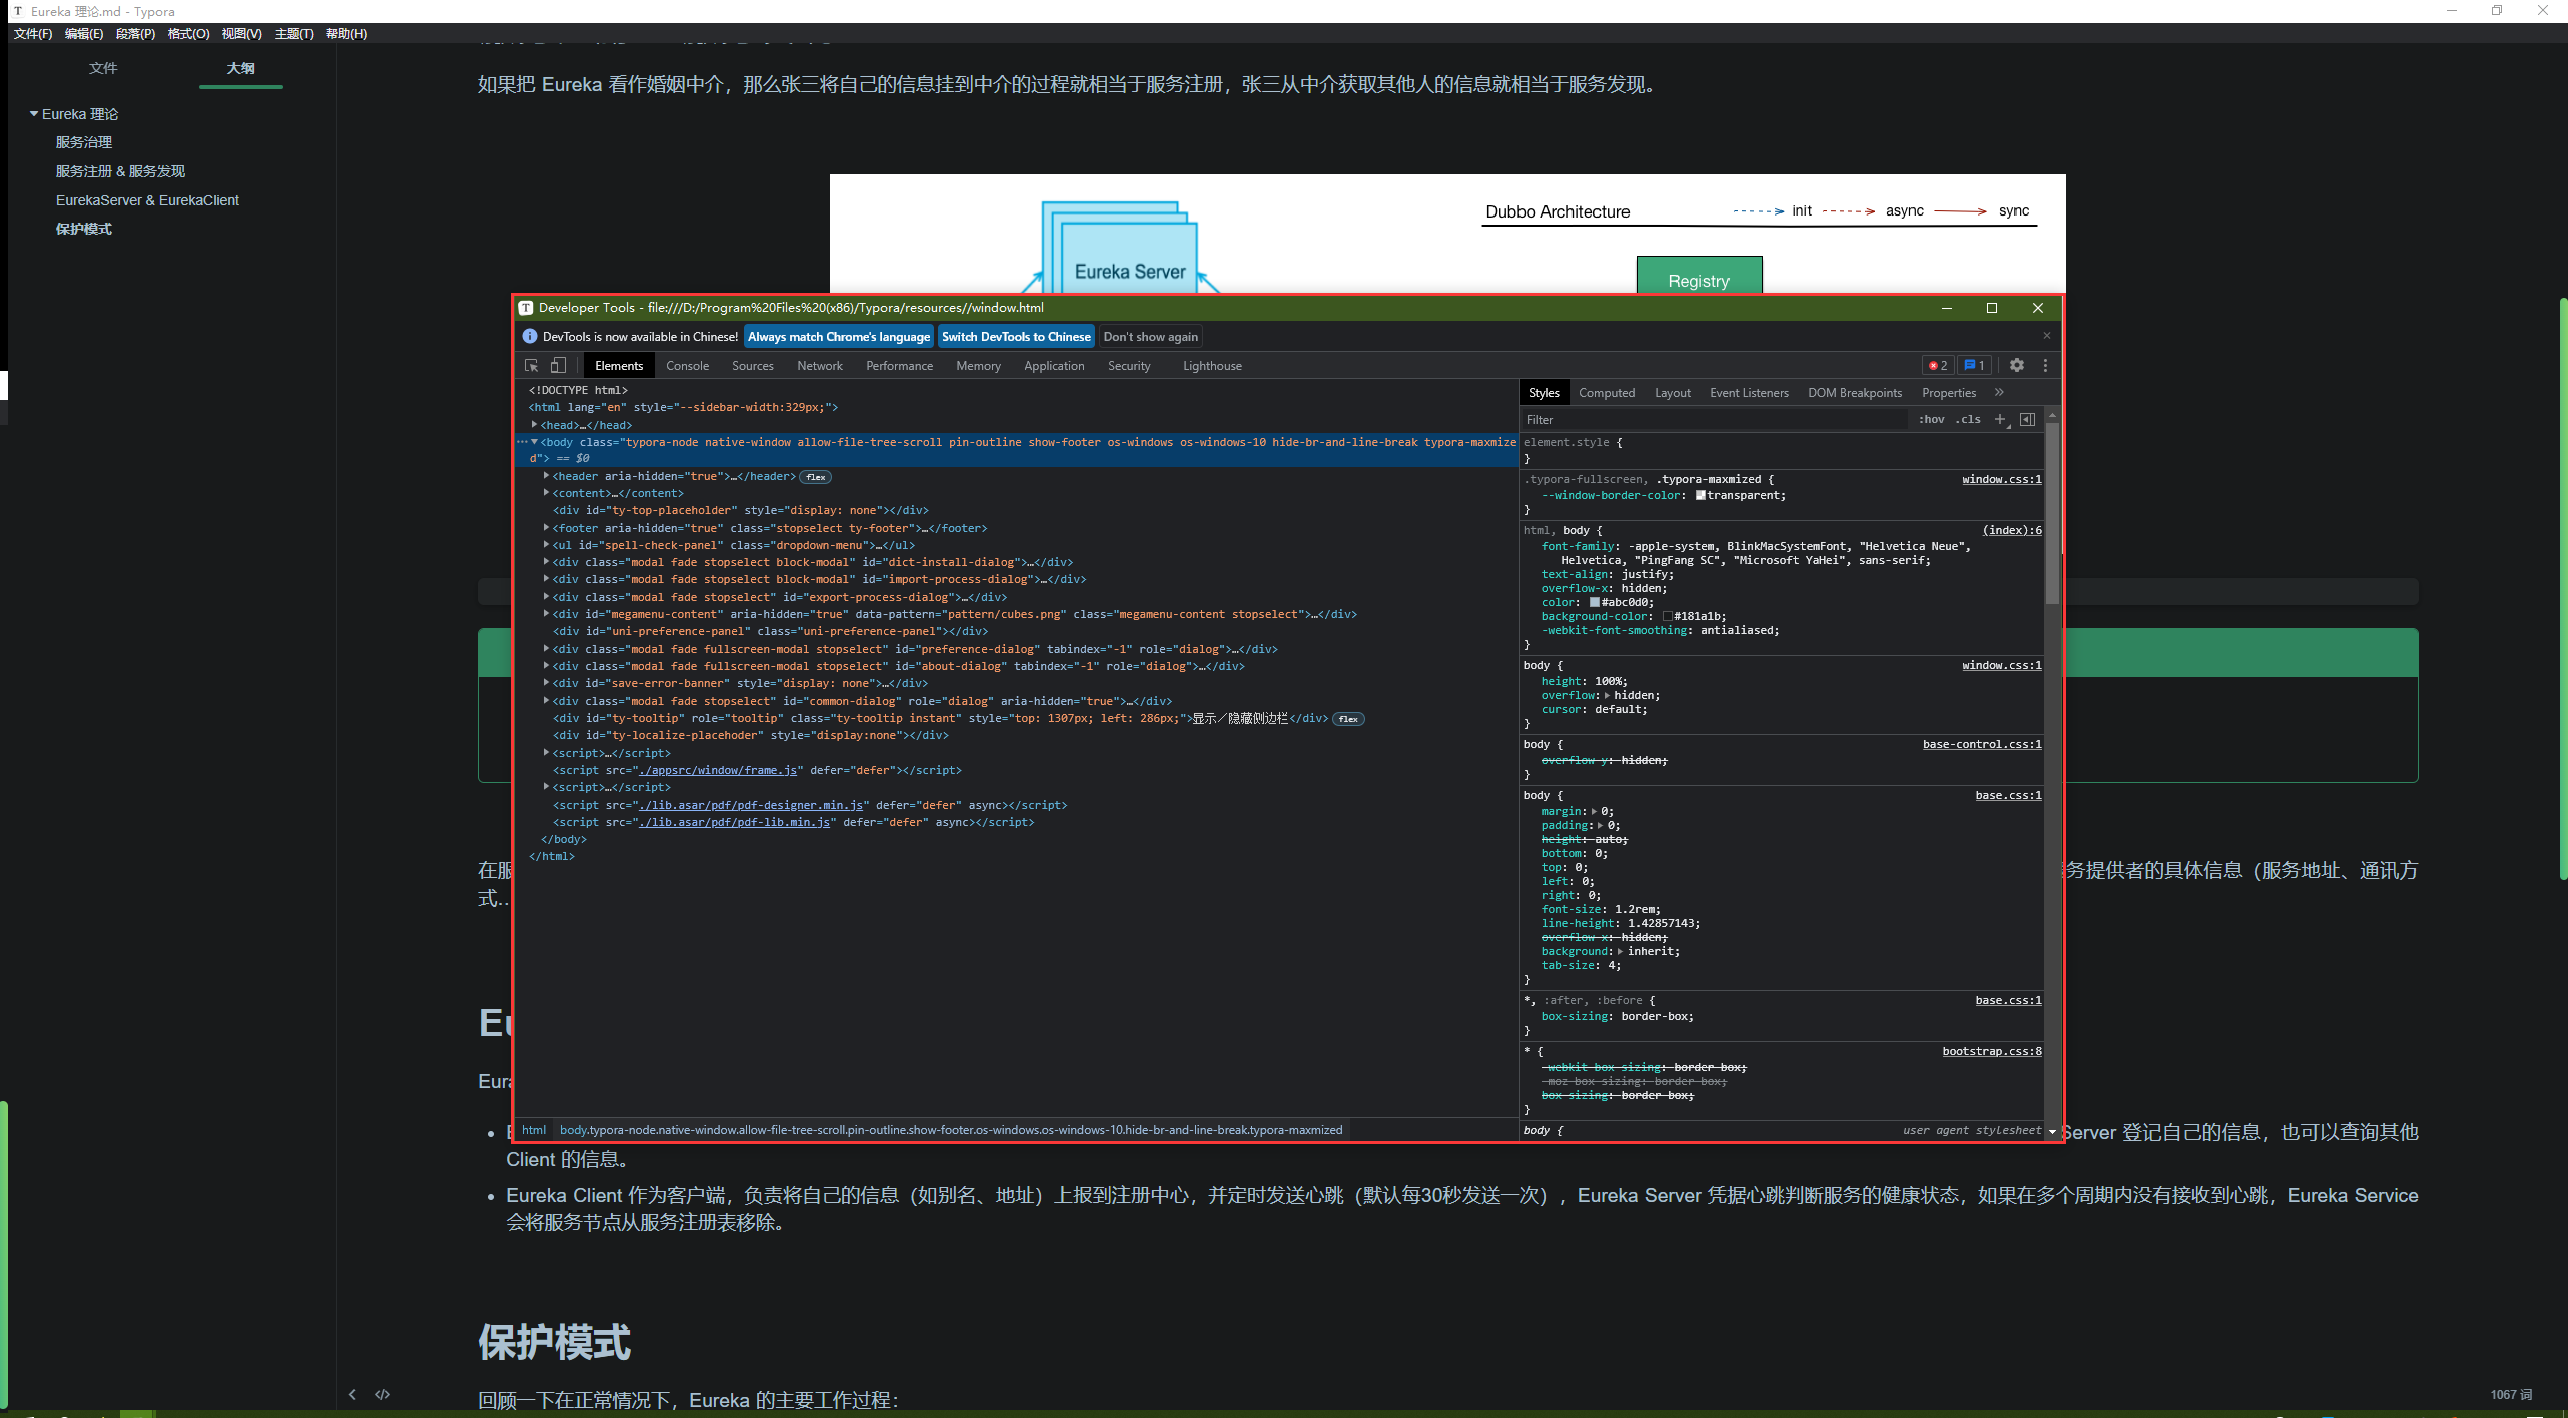 Eureka 理论.md - Typora
文件(F) 编辑(E) 段落(P) 格式(O) 视图(V) 主题(T) 帮助(H)
文件 大纲
Eureka 理论
服务治理
服务注册 & 服务发现
EurekaServer & EurekaClient
保护模式
如果把 Eureka 看作婚姻中介，那么张三将自己的信息挂到中介的过程就相当于服务注册，张三从中介获取其他人的信息就相当于服务发现。
Eureka Server
Dubbo Architecture init async sync
Registry
Developer Tools - file:///D:/Program%20Files%20(x86)/Typora/resources//window.html
DevTools is now available in Chinese! Always match Chrome's language Switch DevTools to Chinese Don't show again
Elements Console Sources Network Performance Memory Application Security Lighthouse 2 1
<!DOCTYPE html>
<html lang="en" style="--sidebar-width:329px;">
<head>…</head>
<body class="typora-node native-window allow-file-tree-scroll pin-outline show-footer os-windows os-windows-10 hide-br-and-line-break typora-maxmize
d"> == $0
<header aria-hidden="true">…</header> flex
<content>…</content>
<div id="ty-top-placeholder" style="display: none"></div>
<footer aria-hidden="true" class="stopselect ty-footer">…</footer>
<ul id="spell-check-panel" class="dropdown-menu">…</ul>
<div class="modal fade stopselect block-modal" id="dict-install-dialog">…</div>
<div class="modal fade stopselect block-modal" id="import-process-dialog">…</div>
<div class="modal fade stopselect" id="export-process-dialog">…</div>
<div id="megamenu-content" aria-hidden="true" data-pattern="pattern/cubes.png" class="megamenu-content stopselect">…</div>
<div id="uni-preference-panel" class="uni-preference-panel"></div>
<div class="modal fade fullscreen-modal stopselect" id="preference-dialog" tabindex="-1" role="dialog">…</div>
<div class="modal fade fullscreen-modal stopselect" id="about-dialog" tabindex="-1" role="dialog">…</div>
<div id="save-error-banner" style="display: none">…</div>
<div class="modal fade stopselect" id="common-dialog" role="dialog" aria-hidden="true">…</div>
<div id="ty-tooltip" role="tooltip" class="ty-tooltip instant" style="top: 1307px; left: 286px;">显示／隐藏侧边栏</div> flex
<div id="ty-localize-placehoder" style="display:none"></div>
<script>…</script>
<script src="./appsrc/window/frame.js" defer="defer"></script>
<script>…</script>
<script src="./lib.asar/pdf/pdf-designer.min.js" defer="defer" async></script>
<script src="./lib.asar/pdf/pdf-lib.min.js" defer="defer" async></script>
</body>
</html>
html body.typora-node.native-window.allow-file-tree-scroll.pin-outline.show-footer.os-windows.os-windows-10.hide-br-and-line-break.typora-maxmized
Styles Computed Layout Event Listeners DOM Breakpoints Properties »
Filter :hov .cls +
element.style {
}
.typora-fullscreen, .typora-maxmized { window.css:1
--window-border-color: transparent;
}
html, body { (index):6
font-family: -apple-system, BlinkMacSystemFont, "Helvetica Neue",
Helvetica, "PingFang SC", "Microsoft YaHei", sans-serif;
text-align: justify;
overflow-x: hidden;
color: #abc0d0;
background-color: #181a1b;
-webkit-font-smoothing: antialiased;
}
body { window.css:1
height: 100%;
overflow: hidden;
cursor: default;
}
body { base-control.css:1
overflow-y: hidden;
}
body { base.css:1
margin: 0;
padding: 0;
height: auto;
bottom: 0;
top: 0;
left: 0;
right: 0;
font-size: 1.2rem;
line-height: 1.42857143;
overflow-x: hidden;
background: inherit;
tab-size: 4;
}
*, :after, :before { base.css:1
box-sizing: border-box;
}
* { bootstrap.css:8
-webkit-box-sizing: border-box;
-moz-box-sizing: border-box;
box-sizing: border-box;
}
body { user agent stylesheet
在服 务提供者的具体信息（服务地址、通讯方
式...
Eu
Eur
Server 登记自己的信息，也可以查询其他
Client 的信息。
Eureka Client 作为客户端，负责将自己的信息（如别名、地址）上报到注册中心，并定时发送心跳（默认每30秒发送一次），Eureka Server 凭据心跳判断服务的健康状态，如果在多个周期内没有接收到心跳，Eureka Service
会将服务节点从服务注册表移除。
保护模式
回顾一下在正常情况下，Eureka 的主要工作过程：
1067 词